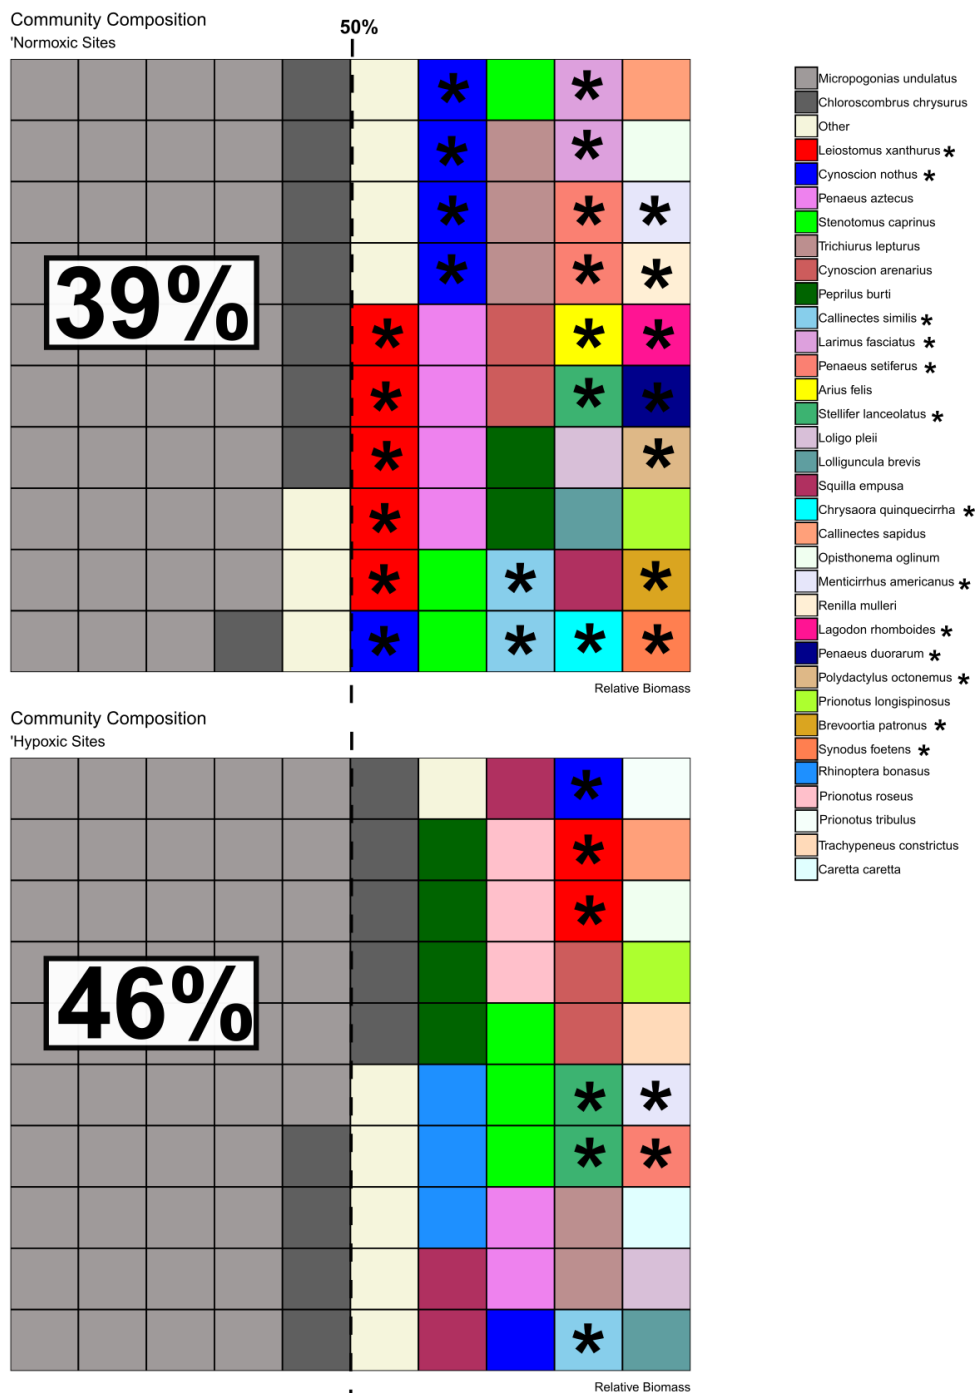 Community Composition
'Normoxic Sites
50%
39%
Relative Biomass
Community Composition
'Hypoxic Sites
46%
Relative Biomass
Micropogonias undulatus
Chloroscombrus chrysurus
Other
Leiostomus xanthurus *
Cynoscion nothus *
Penaeus aztecus
Stenotomus caprinus
Trichiurus lepturus
Cynoscion arenarius
Peprilus burti
Callinectes similis *
Larimus fasciatus *
Penaeus setiferus *
Arius felis
Stellifer lanceolatus *
Loligo pleii
Lolliguncula brevis
Squilla empusa
Chrysaora quinquecirrha *
Callinectes sapidus
Opisthonema oglinum
Menticirrhus americanus *
Renilla mulleri
Lagodon rhomboides *
Penaeus duorarum *
Polydactylus octonemus *
Prionotus longispinosus
Brevoortia patronus *
Synodus foetens *
Rhinoptera bonasus
Prionotus roseus
Prionotus tribulus
Trachypeneus constrictus
Caretta caretta